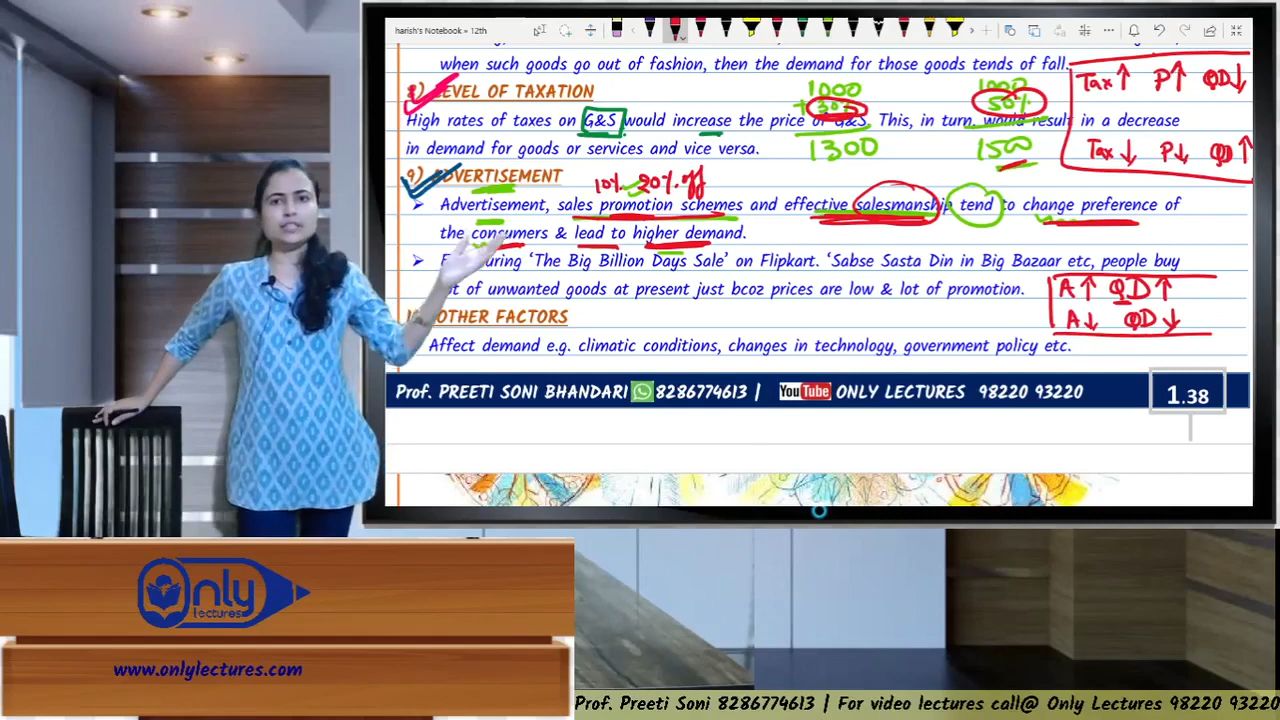 harish's Notebook » 12th
when such goods go out of fashion, then the demand for those goods tends of fall.
LEVEL OF TAXATION
High rates of taxes on G&S would increase the price of G&S. This, in turn. would result in a decrease
in demand for goods or services and vice versa.
1000
1300
1000
50%
1500
Tax ↑ P↑ QD↓
Tax ↓ P↓ QD ↑
9) ADVERTISEMENT
10% 20% off
Advertisement, sales promotion schemes and effective salesmanship tend to change preference of
the consumers & lead to higher demand.
'The Big Billion Days Sale' on Flipkart. 'Sabse Sasta Din in Big Bazaar etc, people buy
of unwanted goods at present just bcoz prices are low & lot of promotion.
A ↑ QD ↑
A↓ QD ↓
OTHER FACTORS
Affect demand e.g. climatic conditions, changes in technology, government policy etc.
Prof. PREETI SONI BHANDARI 8286774613 | YouTube ONLY LECTURES 98220 93220
1.38
Only
lectures
www.onlylectures.com
Prof. Preeti Soni 8286774613 | For video lectures call@ Only Lectures 98220 93220